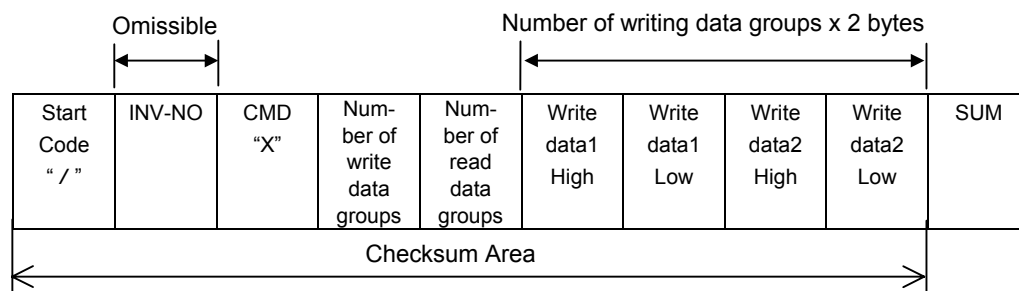 Omissible
Number of writing data groups x 2 bytes
Start
Code
“ / ”
INV-NO
CMD
“X”
Num-
ber of
write
data
groups
Num-
ber of
read
data
groups
Write
data1
High
Write
data1
Low
Write
data2
High
Write
data2
Low
SUM
Checksum Area